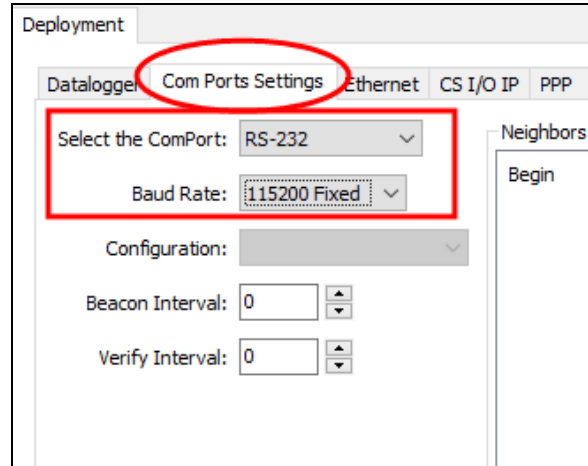 Deployment
Datalogger Com Ports Settings Ethernet CS I/O IP PPP
Select the ComPort: RS-232
Neighbors
Baud Rate: 115200 Fixed
Begin
Configuration:
Beacon Interval: 0
Verify Interval: 0